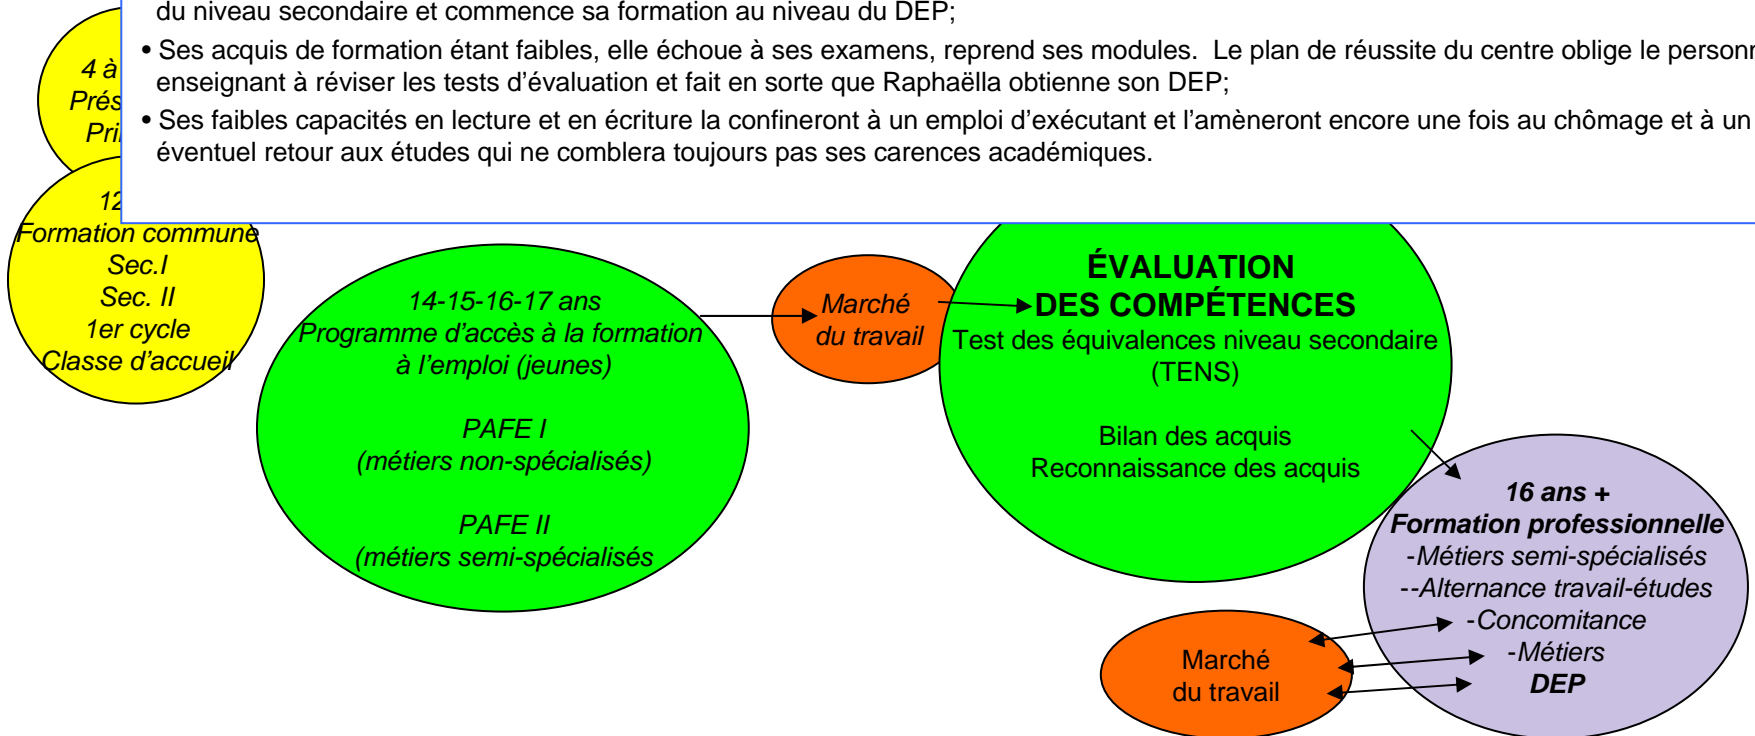 du niveau secondaire et commence sa formation au niveau du DEP;
• Ses acquis de formation étant faibles, elle échoue à ses examens, reprend ses modules.  Le plan de réussite du centre oblige le
enseignant à réviser les tests d’évaluation et fait en sorte que Raphaëlla obtienne son DEP;
• Ses faibles capacités en lecture et en écriture la confineront à un emploi d’exécutant et l’amèneront encore une fois au chômage et à un
éventuel retour aux études qui ne comblera toujours pas ses carences académiques.
4 à
12
Formation commune
Sec.I
Sec. II
1er cycle
Classe d’accueil
14-15-16-17 ans
Programme d’accès à la formation
à l’emploi (jeunes)
PAFE I
(métiers non-spécialisés)
PAFE II
(métiers semi-spécialisés
Marché
du travail
ÉVALUATION
DES COMPÉTENCES
Test des équivalences niveau secondaire
(TENS)
Bilan des acquis
Reconnaissance des acquis
16 ans +
Formation professionnelle
-Métiers semi-spécialisés
--Alternance travail-études
-Concomitance
-Métiers
DEP
Marché
du travail